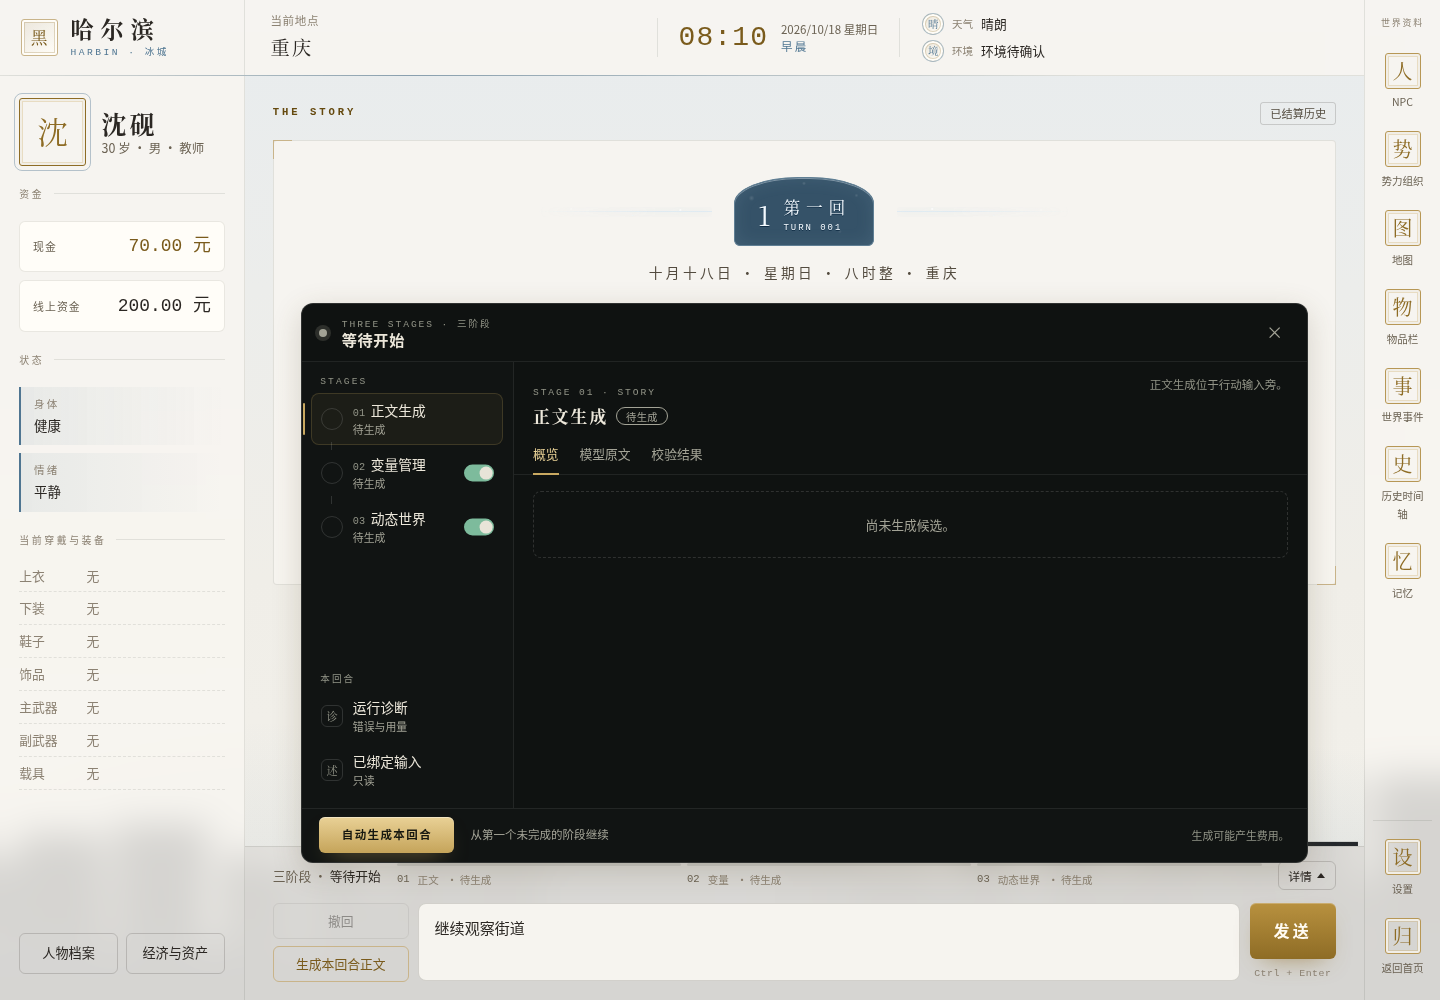 黑
哈尔滨
HARBIN · 冰城
当前地点
重庆
08:10
2026/10/18 星期日
早晨
晴
天气
晴朗
境
环境
环境待确认
世界资料
沈
沈砚
30 岁 · 男 · 教师
资金
现金
70.00 元
线上资金
200.00 元
状态
身体
健康
情绪
平静
当前穿戴与装备
上衣 无
下装 无
鞋子 无
饰品 无
主武器 无
副武器 无
载具 无
人物档案
经济与资产
THE STORY
已结算历史
1
第一回
TURN 001
十月十八日 · 星期日 · 八时整 · 重庆
THREE STAGES · 三阶段
等待开始
STAGES
01 正文生成
待生成
02 变量管理
待生成
03 动态世界
待生成
本回合
诊
运行诊断
错误与用量
述
已绑定输入
只读
STAGE 01 · STORY
正文生成
待生成
正文生成位于行动输入旁。
概览
模型原文
校验结果
尚未生成候选。
自动生成本回合
从第一个未完成的阶段继续
生成可能产生费用。
三阶段 · 等待开始
01 正文 · 待生成
02 变量 · 待生成
03 动态世界 · 待生成
详情
撤回
生成本回合正文
继续观察街道
发送
Ctrl + Enter
人
NPC
势
势力组织
图
地图
物
物品栏
事
世界事件
史
历史时间
轴
忆
记忆
设
设置
归
返回首页